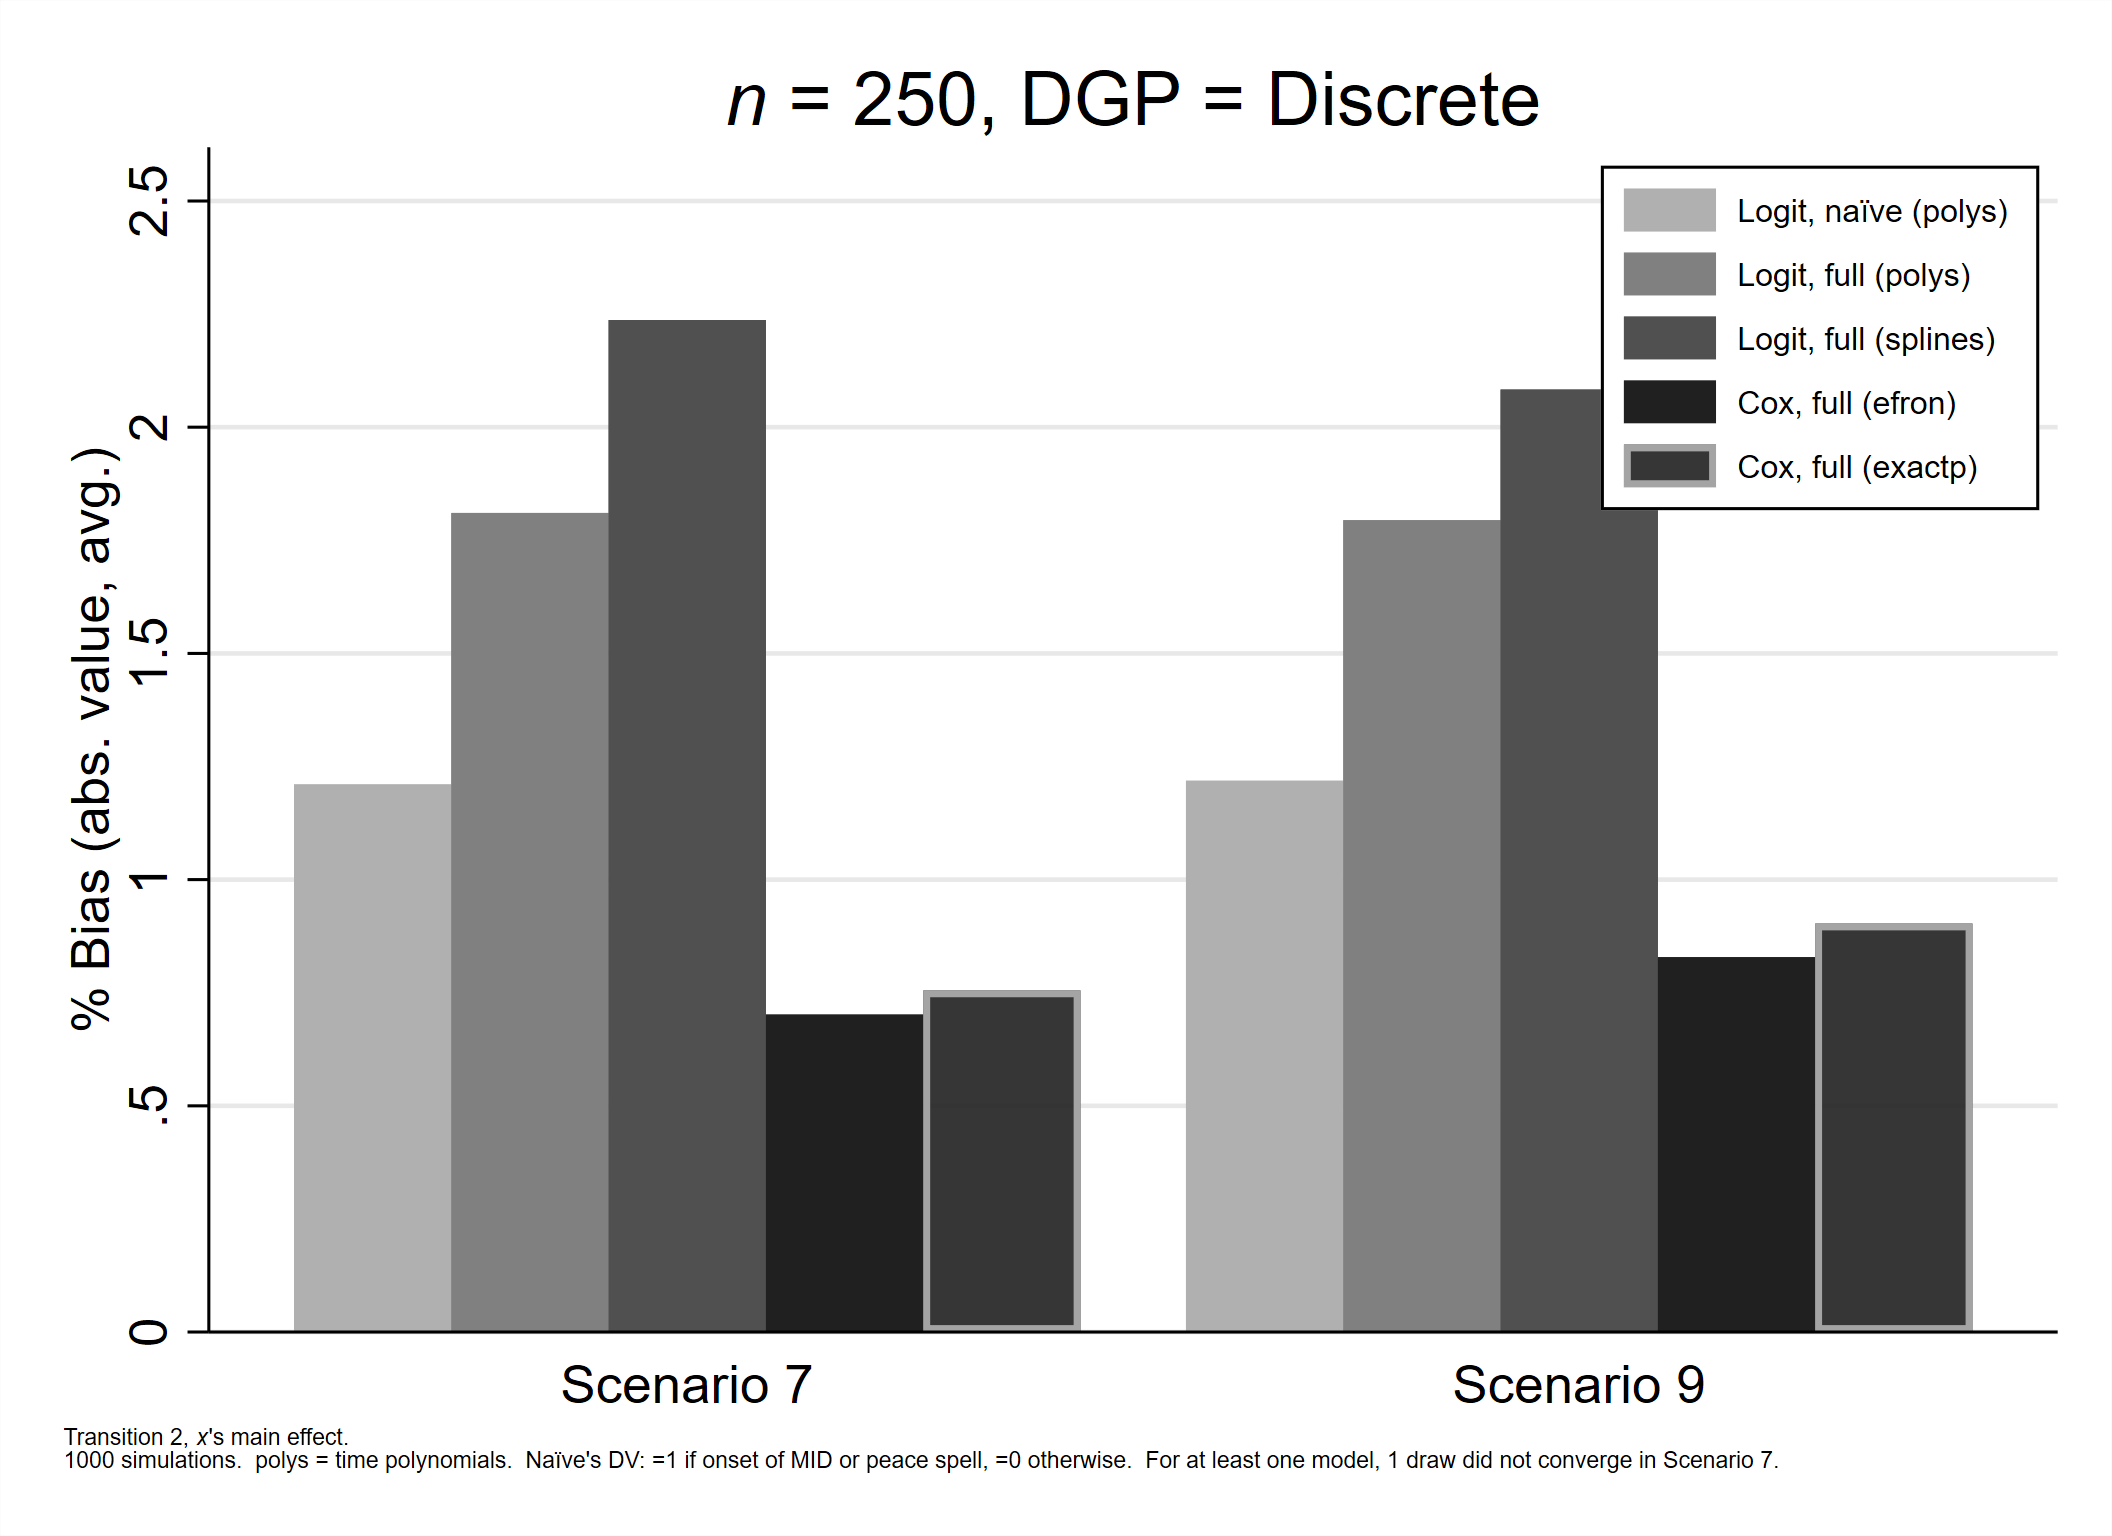 n = 250, DGP = Discrete
% Bias (abs. value, avg.)
2.5
2
1.5
1
.5
0
Logit, naïve (polys)
Logit, full (polys)
Logit, full (splines)
Cox, full (efron)
Cox, full (exactp)
Scenario 7
Scenario 9
Transition 2, x's main effect.
1000 simulations.  polys = time polynomials.  Naïve's DV: =1 if onset of MID or peace spell, =0 otherwise.  For at least one model, 1 draw did not converge in Scenario 7.